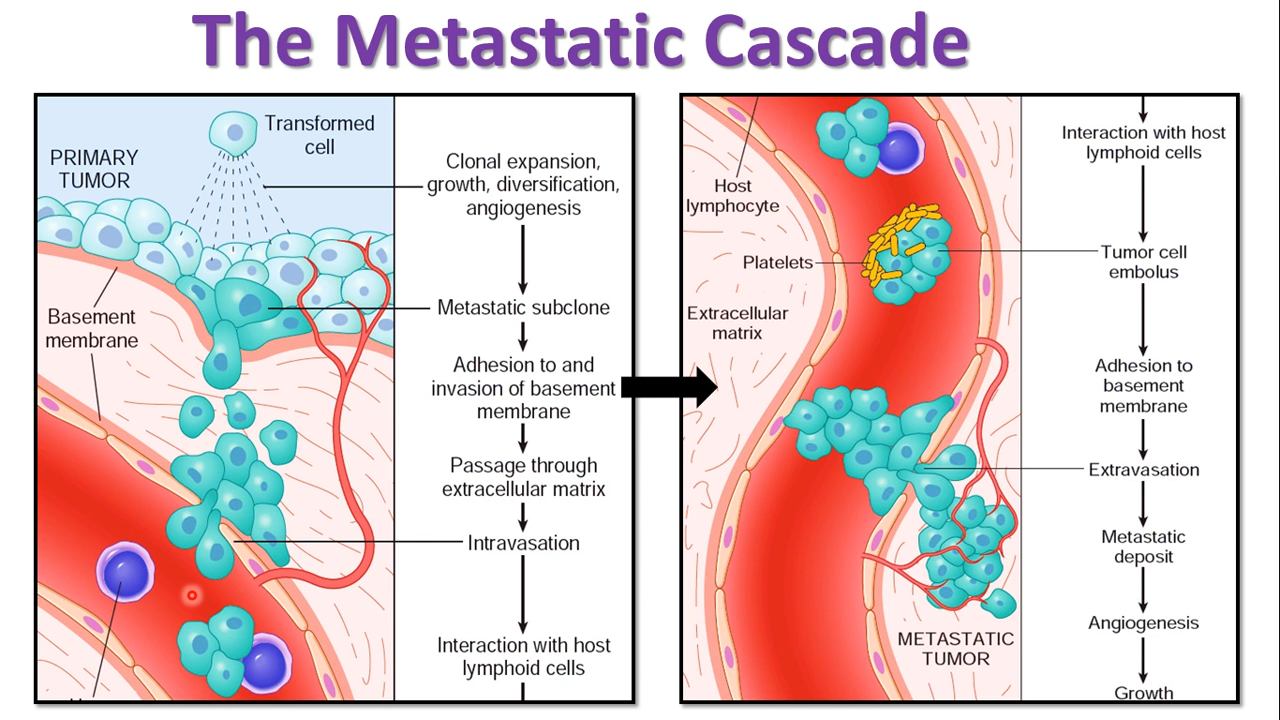 The Metastatic Cascade
Transformed
cell
PRIMARY
TUMOR
Basement
membrane
Clonal expansion,
growth, diversification,
angiogenesis
Metastatic subclone
Adhesion to and
invasion of basement
membrane
Passage through
extracellular matrix
Intravasation
Interaction with host
lymphoid cells
Host
lymphocyte
Platelets
Extracellular
matrix
METASTATIC
TUMOR
Interaction with host
lymphoid cells
Tumor cell
embolus
Adhesion to
basement
membrane
Extravasation
Metastatic
deposit
Angiogenesis
Growth